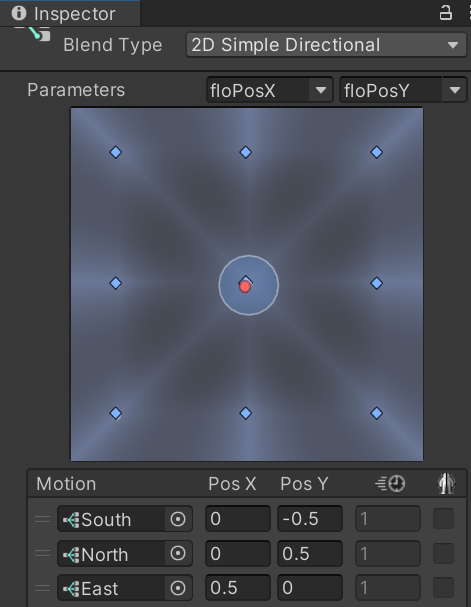 Inspector
Blend Type 2D Simple Directional
Parameters floPosX floPosY
Motion Pos X Pos Y
South 0 -0.5 1
North 0 0.5 1
East 0.5 0 1